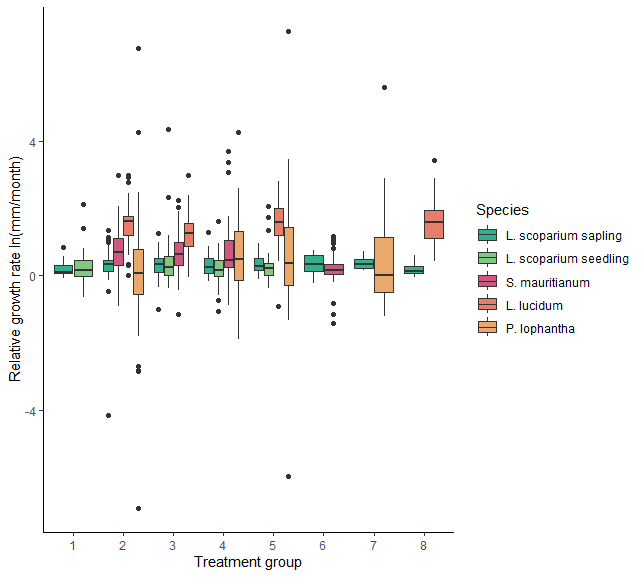 Relative growth rate ln(mm/month)
4
0
-4
1 2 3 4 5 6 7 8
Treatment group
Species
L. scoparium sapling
L. scoparium seedling
S. mauritianum
L. lucidum
P. lophantha